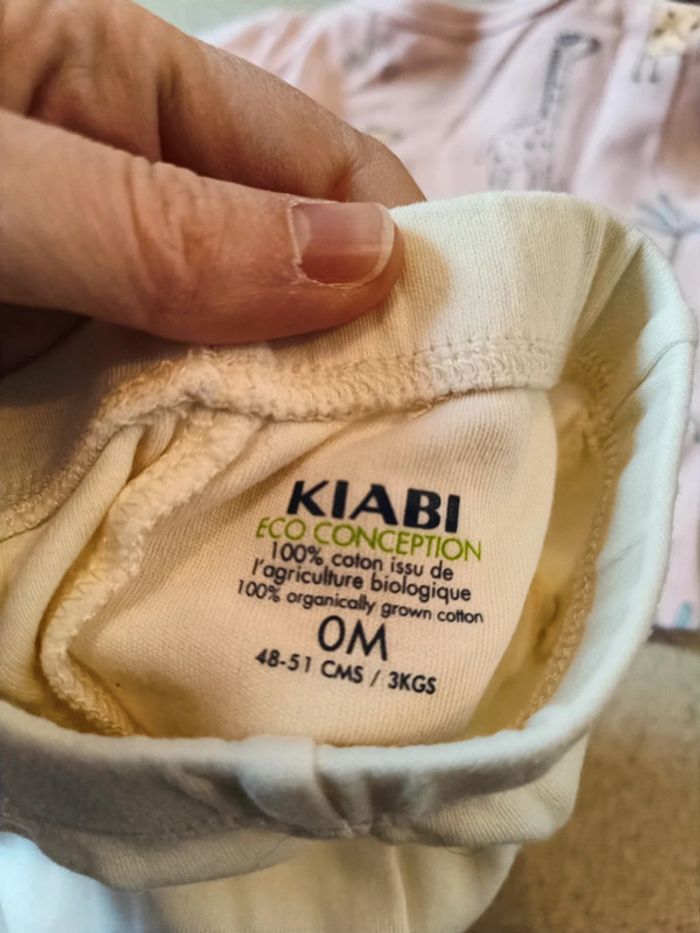 KIABI
ECO CONCEPTION
100% coton issu de
l'agriculture biologique
100% organically grown cotton
0M
48-51 CMS / 3KGS